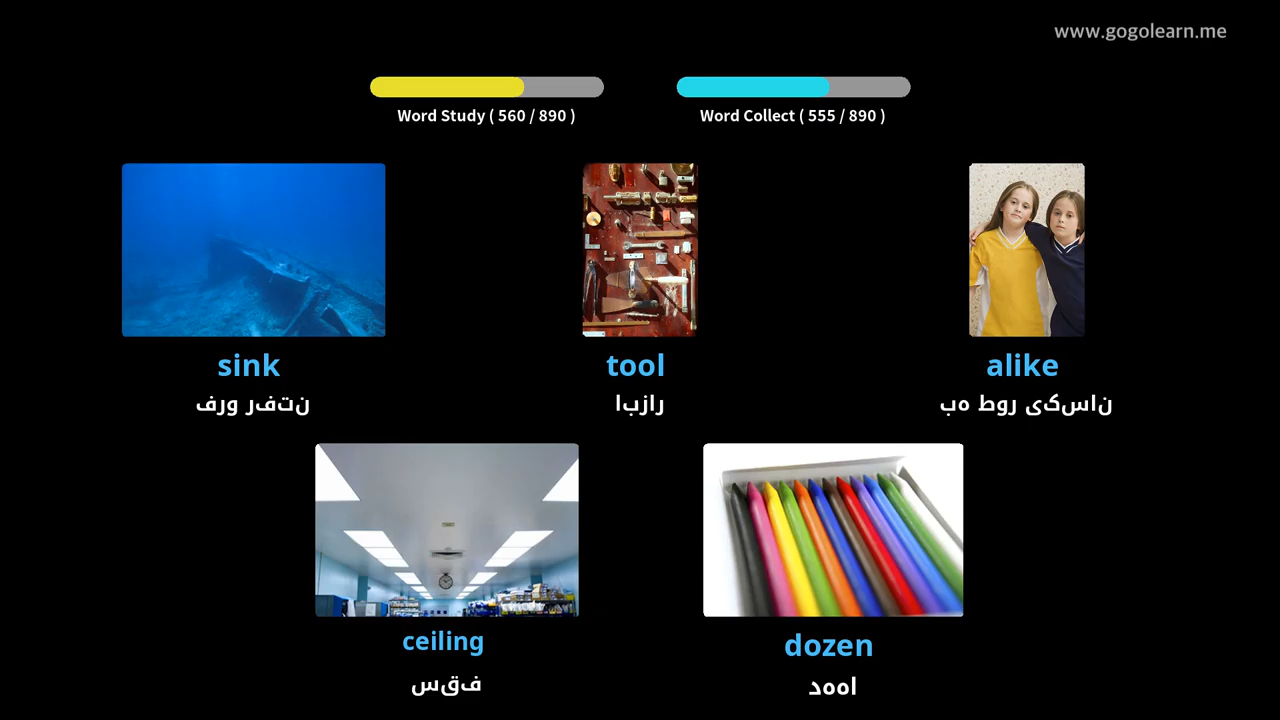 www.gogolearn.me
Word Study ( 560 / 890 )
Word Collect ( 555 / 890 )
sink
tool
alike
نتفر ورف
رازبا
ناسکی روط هب
ceiling
dozen
فقس
اههد